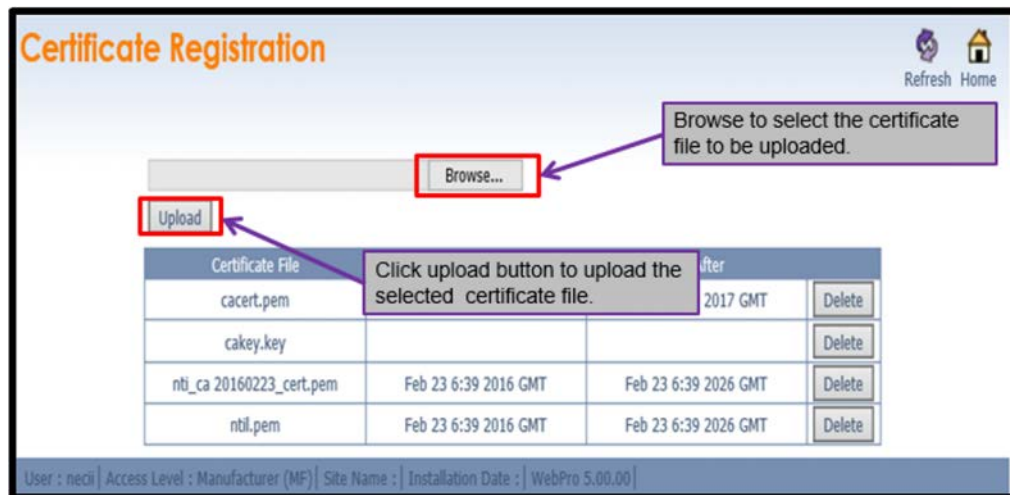 Certificate Registration
Refresh Home
Browse to select the certificate
file to be uploaded.
Browse...
Upload
Certificate File After
Click upload button to upload the
selected certificate file.
cacert.pem 2017 GMT Delete
cakey.key Delete
nti_ca 20160223_cert.pem Feb 23 6:39 2016 GMT Feb 23 6:39 2026 GMT Delete
ntil.pem Feb 23 6:39 2016 GMT Feb 23 6:39 2026 GMT Delete
User : necii | Access Level : Manufacturer (MF) | Site Name : | Installation Date : | WebPro 5.00.00 |